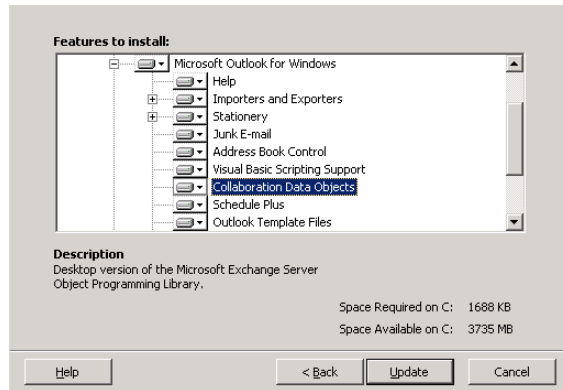 Features to install:
Microsoft Outlook for Windows
Help
Importers and Exporters
Stationery
Junk E-mail
Address Book Control
Visual Basic Scripting Support
Collaboration Data Objects
Schedule Plus
Outlook Template Files
Description
Desktop version of the Microsoft Exchange Server
Object Programming Library.
Space Required on C: 1688 KB
Space Available on C: 3735 MB
Help < Back Update Cancel